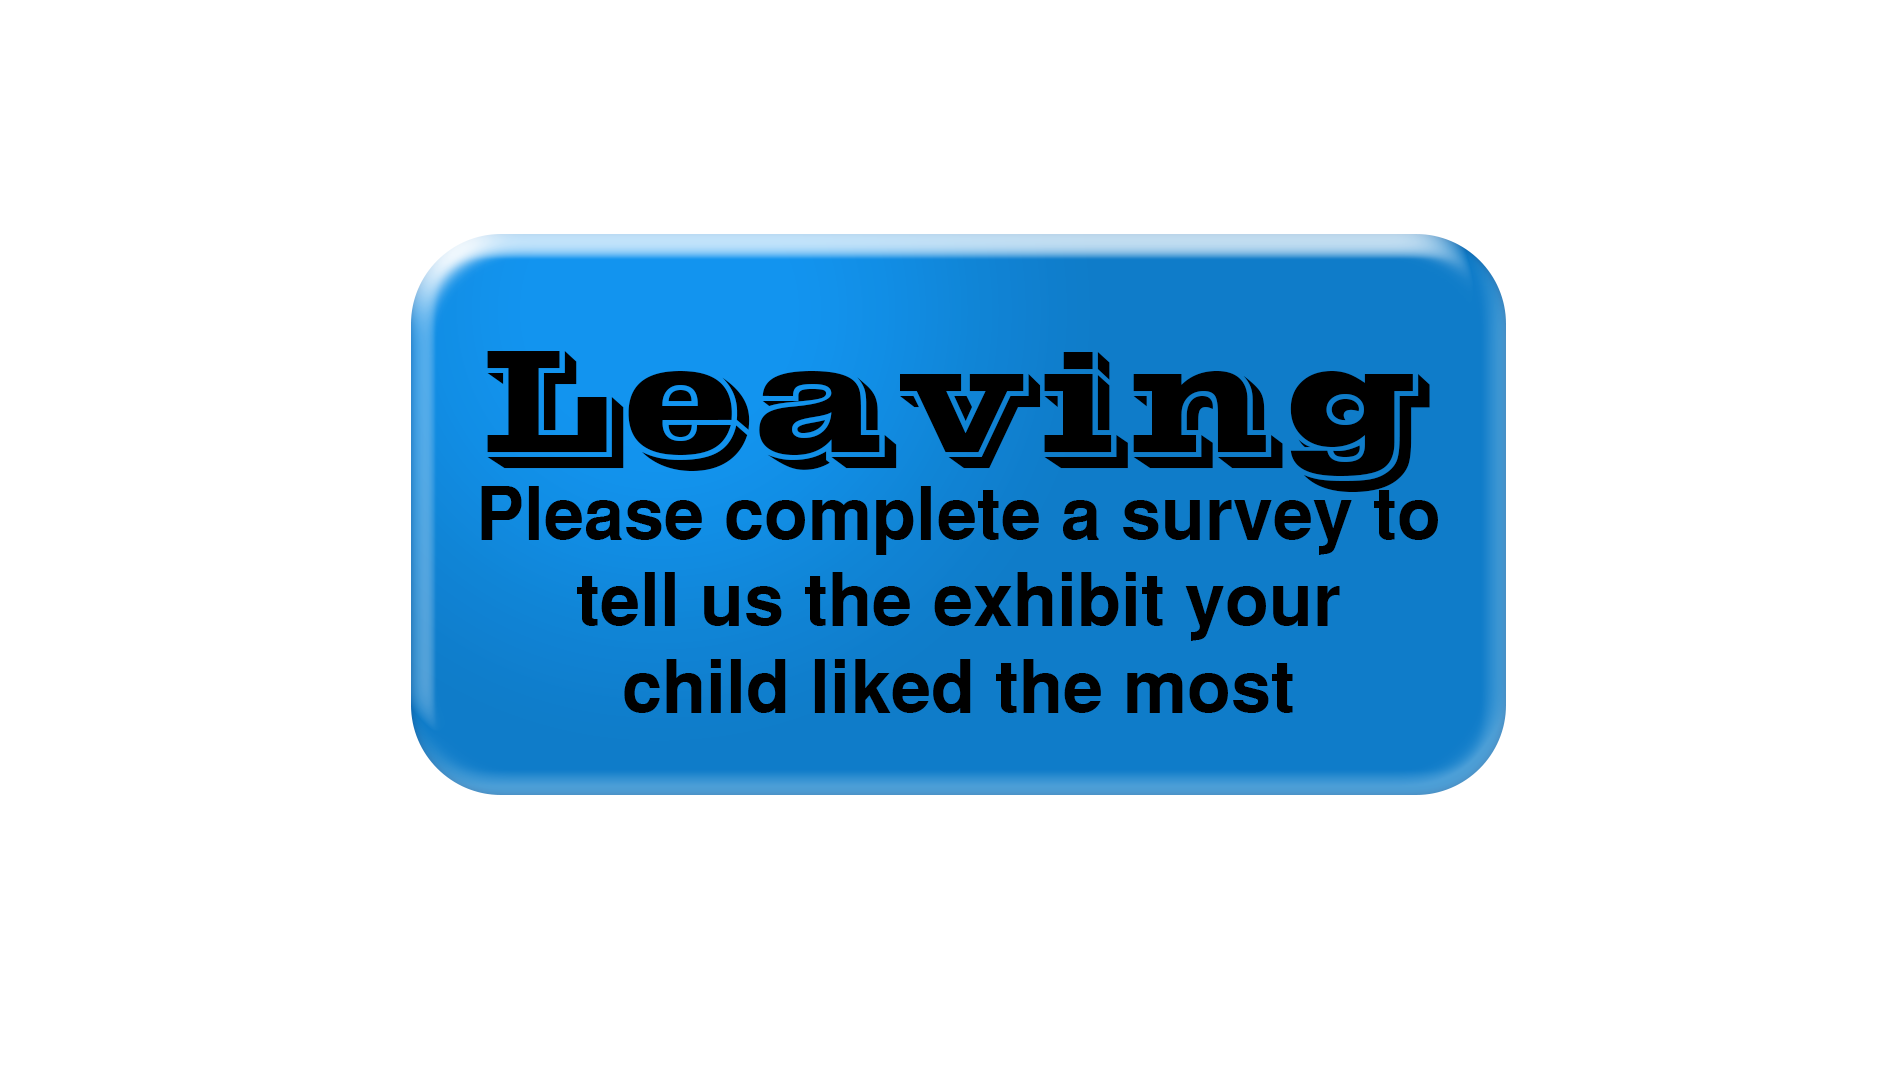 Leaving
Please complete a survey to
tell us the exhibit your
child liked the most